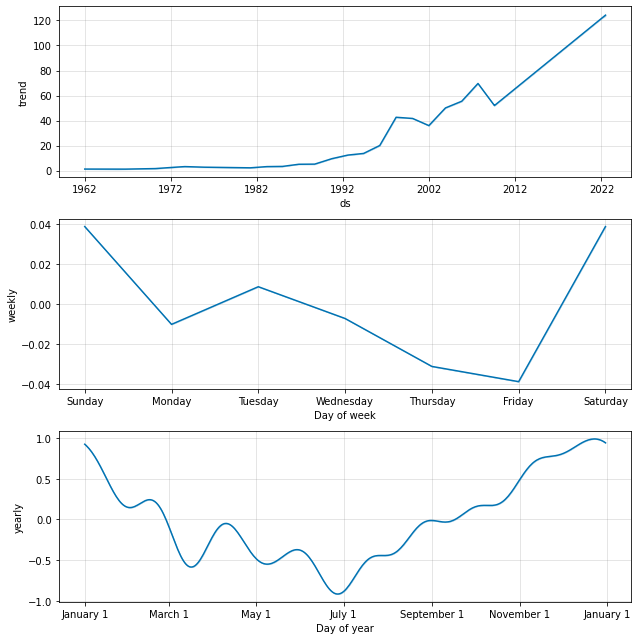 120
100
80
60
40
20
0
trend
1962 1972 1982 1992 2002 2012 2022
ds
0.04
0.02
0.00
−0.02
−0.04
weekly
Sunday Monday Tuesday Wednesday Thursday Friday Saturday
Day of week
1.0
0.5
0.0
−0.5
−1.0
yearly
January 1 March 1 May 1 July 1 September 1 November 1 January 1
Day of year